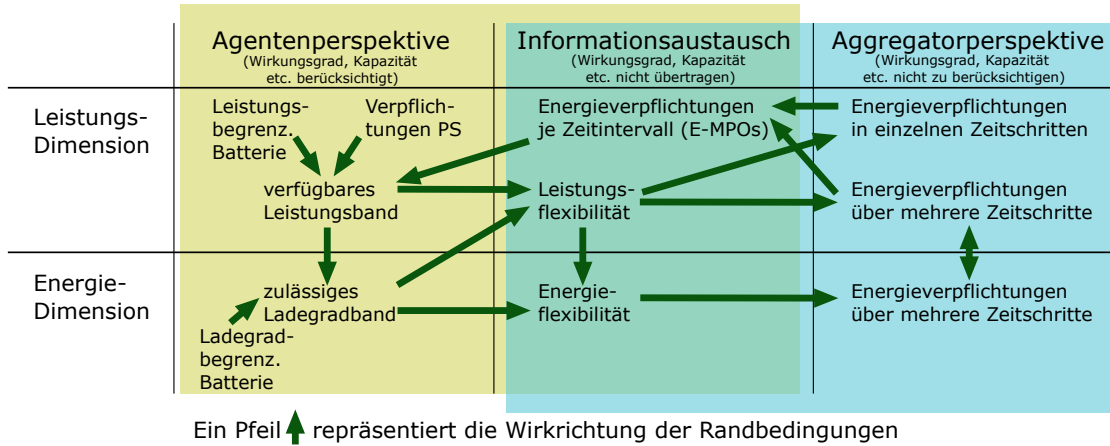 Agentenperspektive
(Wirkungsgrad, Kapazität
etc. berücksichtigt)
Informationsaustausch
(Wirkungsgrad, Kapazität
etc. nicht übertragen)
Aggregatorperspektive
(Wirkungsgrad, Kapazität
etc. nicht zu berücksichtigen)
Leistungs-
Dimension
Leistungs-
begrenz.
Batterie
Verpflich-
tungen PS
verfügbares
Leistungsband
Energieverpflichtungen
je Zeitintervall (E-MPOs)
Leistungs-
flexibilität
Energieverpflichtungen
in einzelnen Zeitschritten
Energieverpflichtungen
über mehrere Zeitschritte
Energie-
Dimension
zulässiges
Ladegradband
Ladegrad-
begrenz.
Batterie
Energie-
flexibilität
Energieverpflichtungen
über mehrere Zeitschritte
Ein Pfeil repräsentiert die Wirkrichtung der Randbedingungen